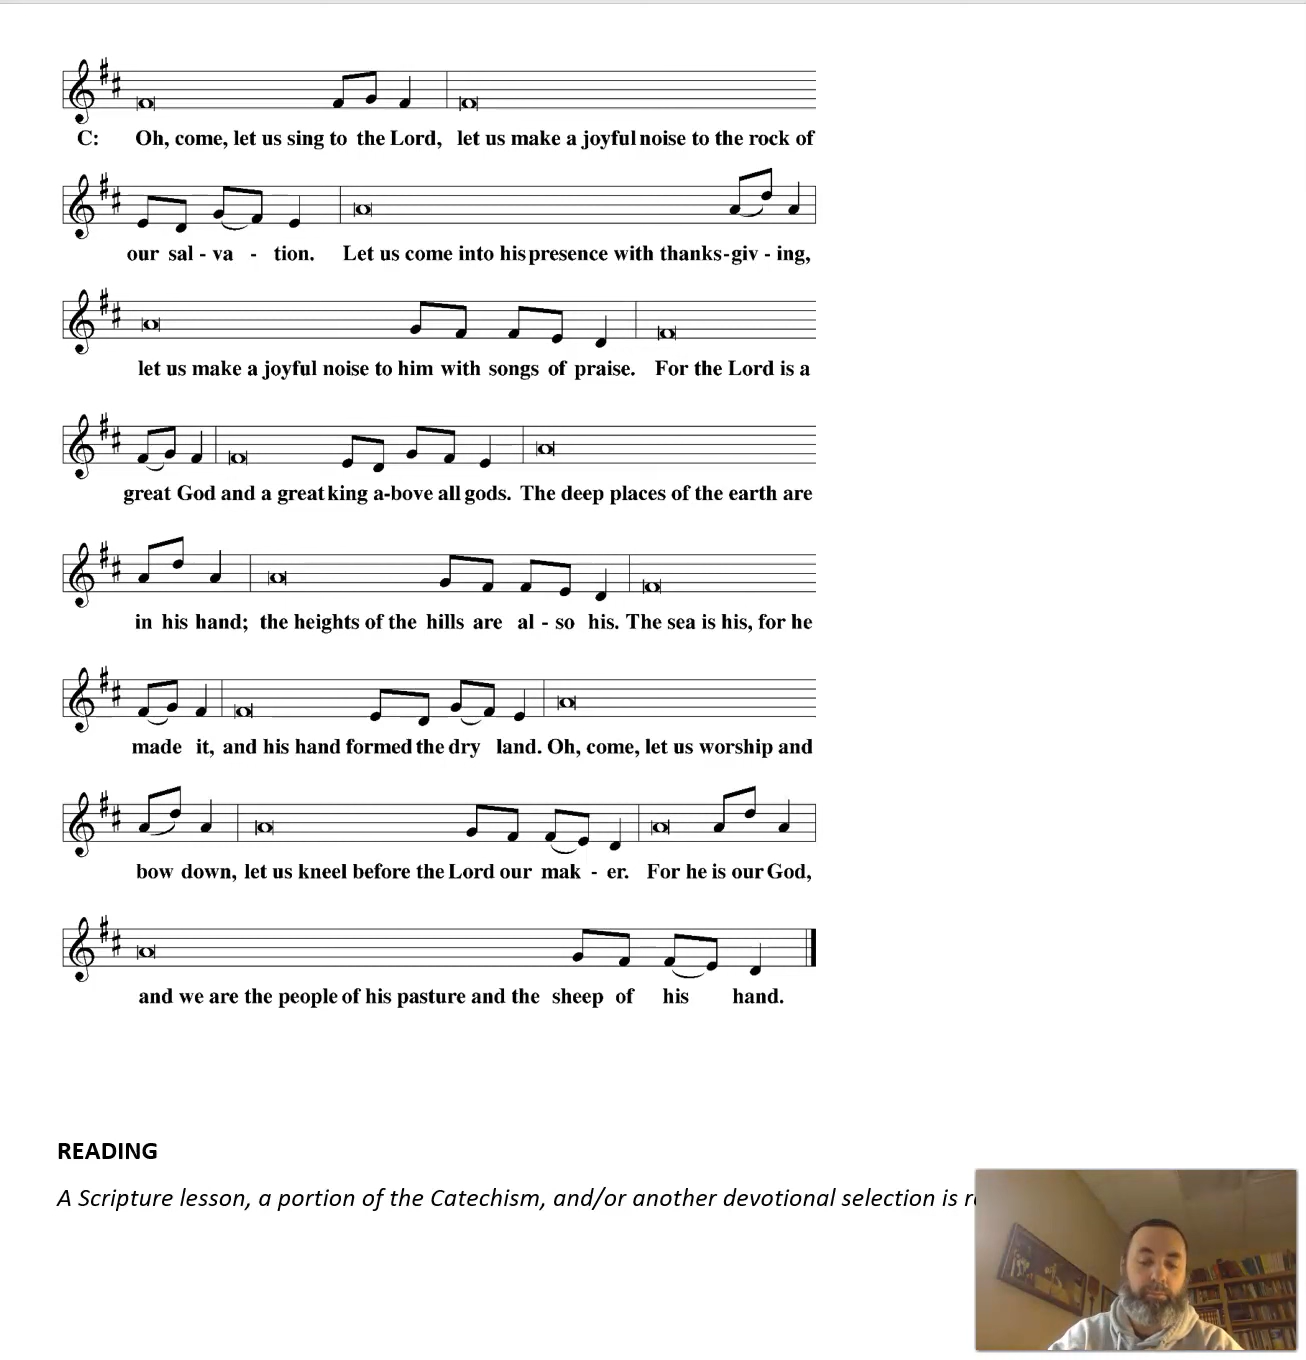 C: Oh, come, let us sing to the Lord, let us make a joyful noise to the rock of
our sal - va - tion. Let us come into his presence with thanks - giv - ing,
let us make a joyful noise to him with songs of praise. For the Lord is a
great God and a great king a-bove all gods. The deep places of the earth are
in his hand; the heights of the hills are al - so his. The sea is his, for he
made it, and his hand formed the dry land. Oh, come, let us worship and
bow down, let us kneel before the Lord our mak - er. For he is our God,
and we are the people of his pasture and the sheep of his hand.
READING
A Scripture lesson, a portion of the Catechism, and/or another devotional selection is